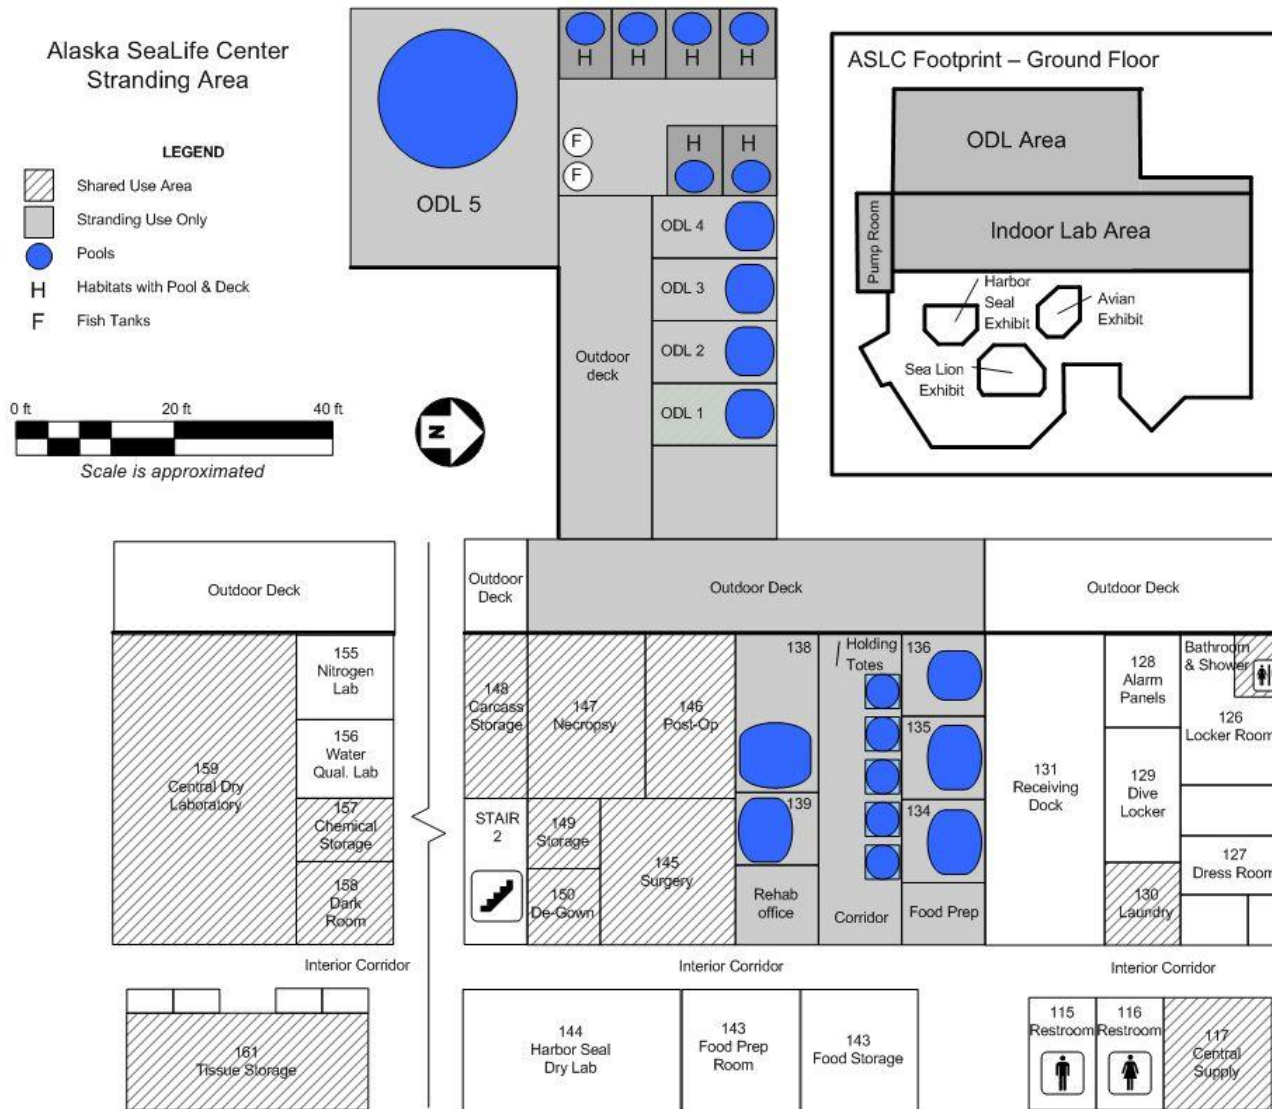 Alaska SeaLife Center
Stranding Area
LEGEND
Shared Use Area
Stranding Use Only
Pools
H
Habitats with Pool & Deck
F
Fish Tanks
0 ft
20 ft
40 ft
Scale is approximated
N
H
H
H
H
F
F
H
H
ODL 5
ODL 4
ODL 3
ODL 2
ODL 1
Outdoor
deck
ASLC Footprint – Ground Floor
ODL Area
Pump Room
Indoor Lab Area
Harbor
Seal
Exhibit
Avian
Exhibit
Sea Lion
Exhibit
Outdoor Deck
Outdoor
Deck
Outdoor Deck
Outdoor Deck
159
Central Dry
Laboratory
155
Nitrogen
Lab
156
Water
Qual. Lab
157
Chemical
Storage
158
Dark
Room
148
Carcass
Storage
147
Necropsy
146
Post-Op
STAIR
2
149
Storage
150
De-Gown
145
Surgery
138
139
Rehab
office
Holding
Totes
Corridor
136
135
134
Food Prep
131
Receiving
Dock
128
Alarm
Panels
129
Dive
Locker
130
Laundry
Bathroom
& Shower
126
Locker Room
127
Dress Room
Interior Corridor
Interior Corridor
Interior Corridor
161
Tissue Storage
144
Harbor Seal
Dry Lab
143
Food Prep
Room
143
Food Storage
115
Restroom
116
Restroom
117
Central
Supply